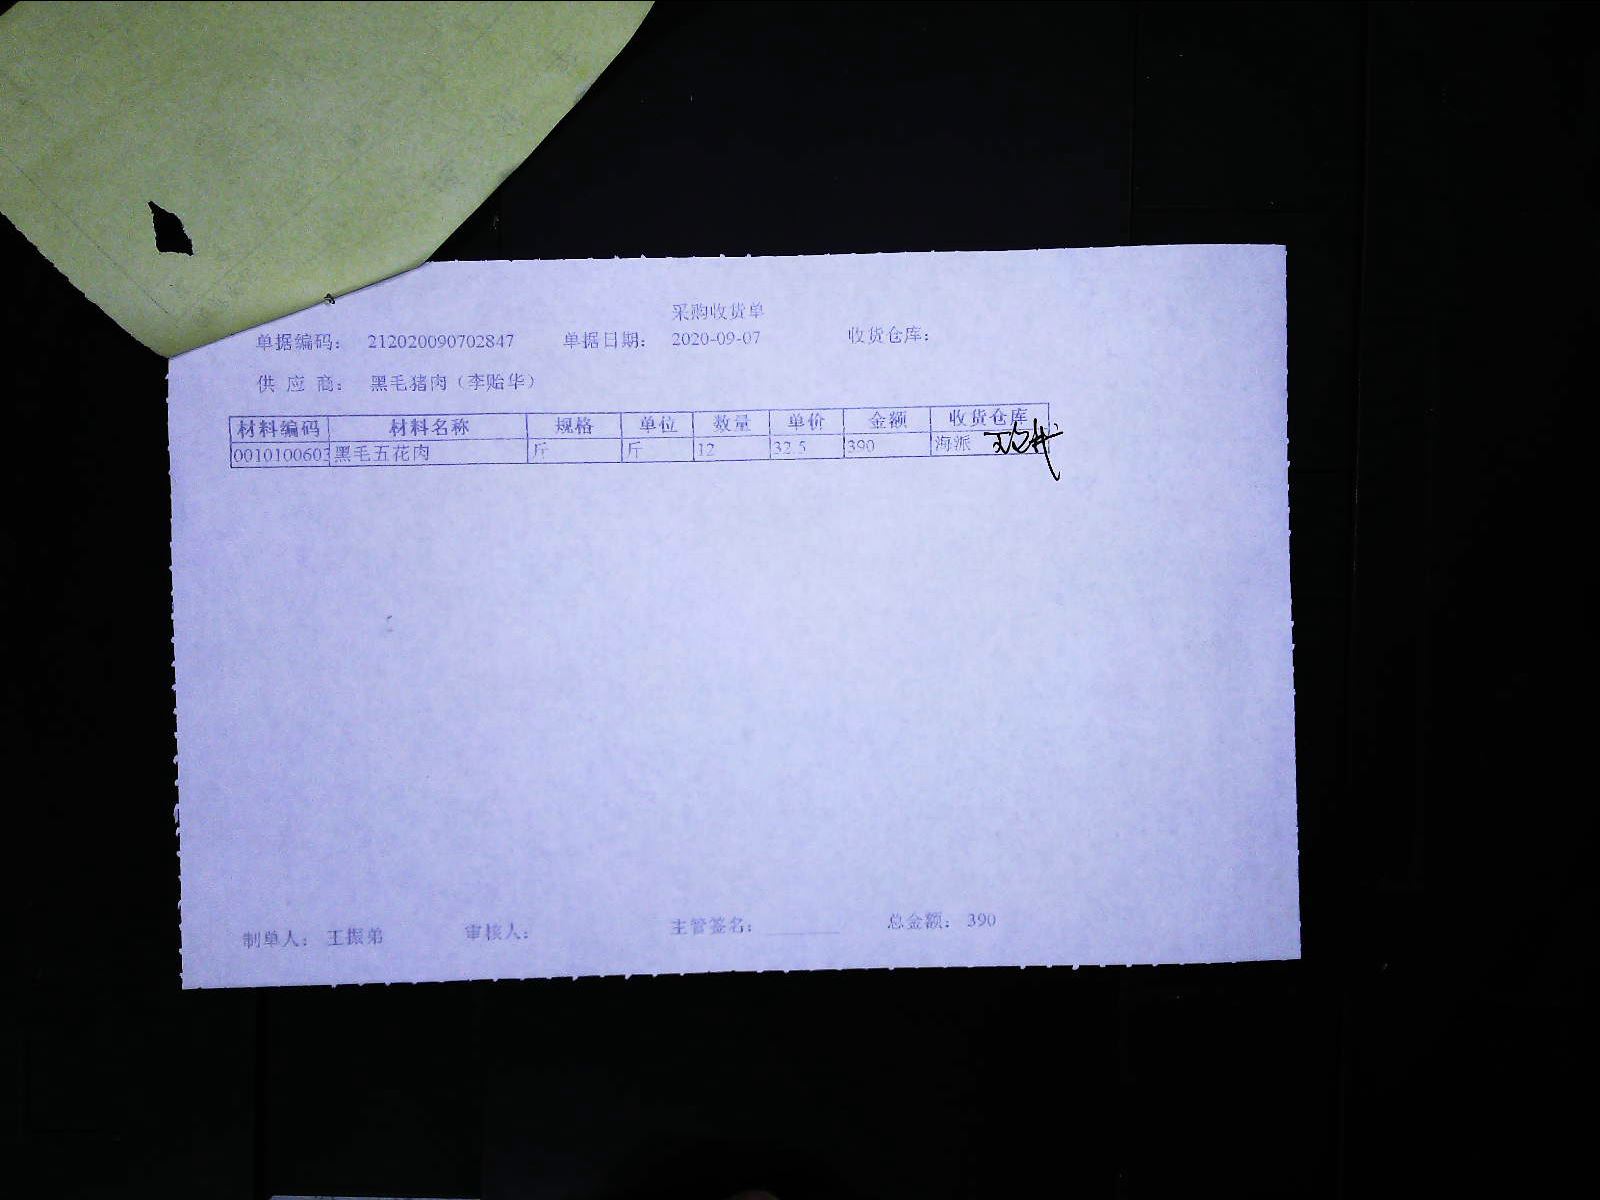 采购收货单
单据编码： 212020090702847 单据日期： 2020-09-07 收货仓库：
供 应 商： 黑毛猪肉（李贻华）
材料编码 材料名称 规格 单位 数量 单价 金额 收货仓库
0010100603 黑毛五花肉 斤 斤 12 32.5 390 海派
制单人： 王振弟 审核人： 主管签名： 总金额： 390